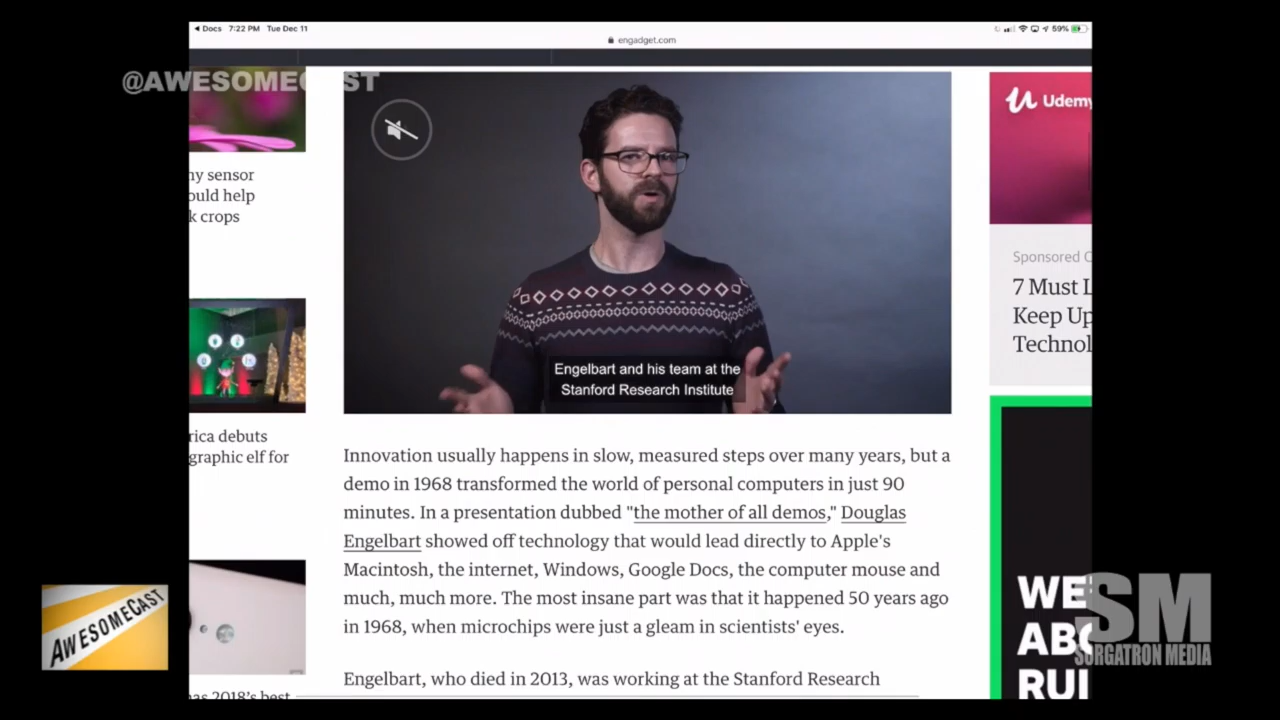 Docs 7:22 PM Tue Dec 11
59%
engadget.com
@AWESOMECAST
Udemy
ny sensor
ould help
k crops
Sponsored C
7 Must L
Keep Up
Technol
Engelbart and his team at the
Stanford Research Institute
rica debuts
graphic elf for
Innovation usually happens in slow, measured steps over many years, but a
demo in 1968 transformed the world of personal computers in just 90
minutes. In a presentation dubbed "the mother of all demos," Douglas
Engelbart showed off technology that would lead directly to Apple's
Macintosh, the internet, Windows, Google Docs, the computer mouse and
much, much more. The most insane part was that it happened 50 years ago
in 1968, when microchips were just a gleam in scientists' eyes.
Engelbart, who died in 2013, was working at the Stanford Research
has 2018's best
WE
ABO
RUI
AWESOMECAST
SM
SORGATRON MEDIA